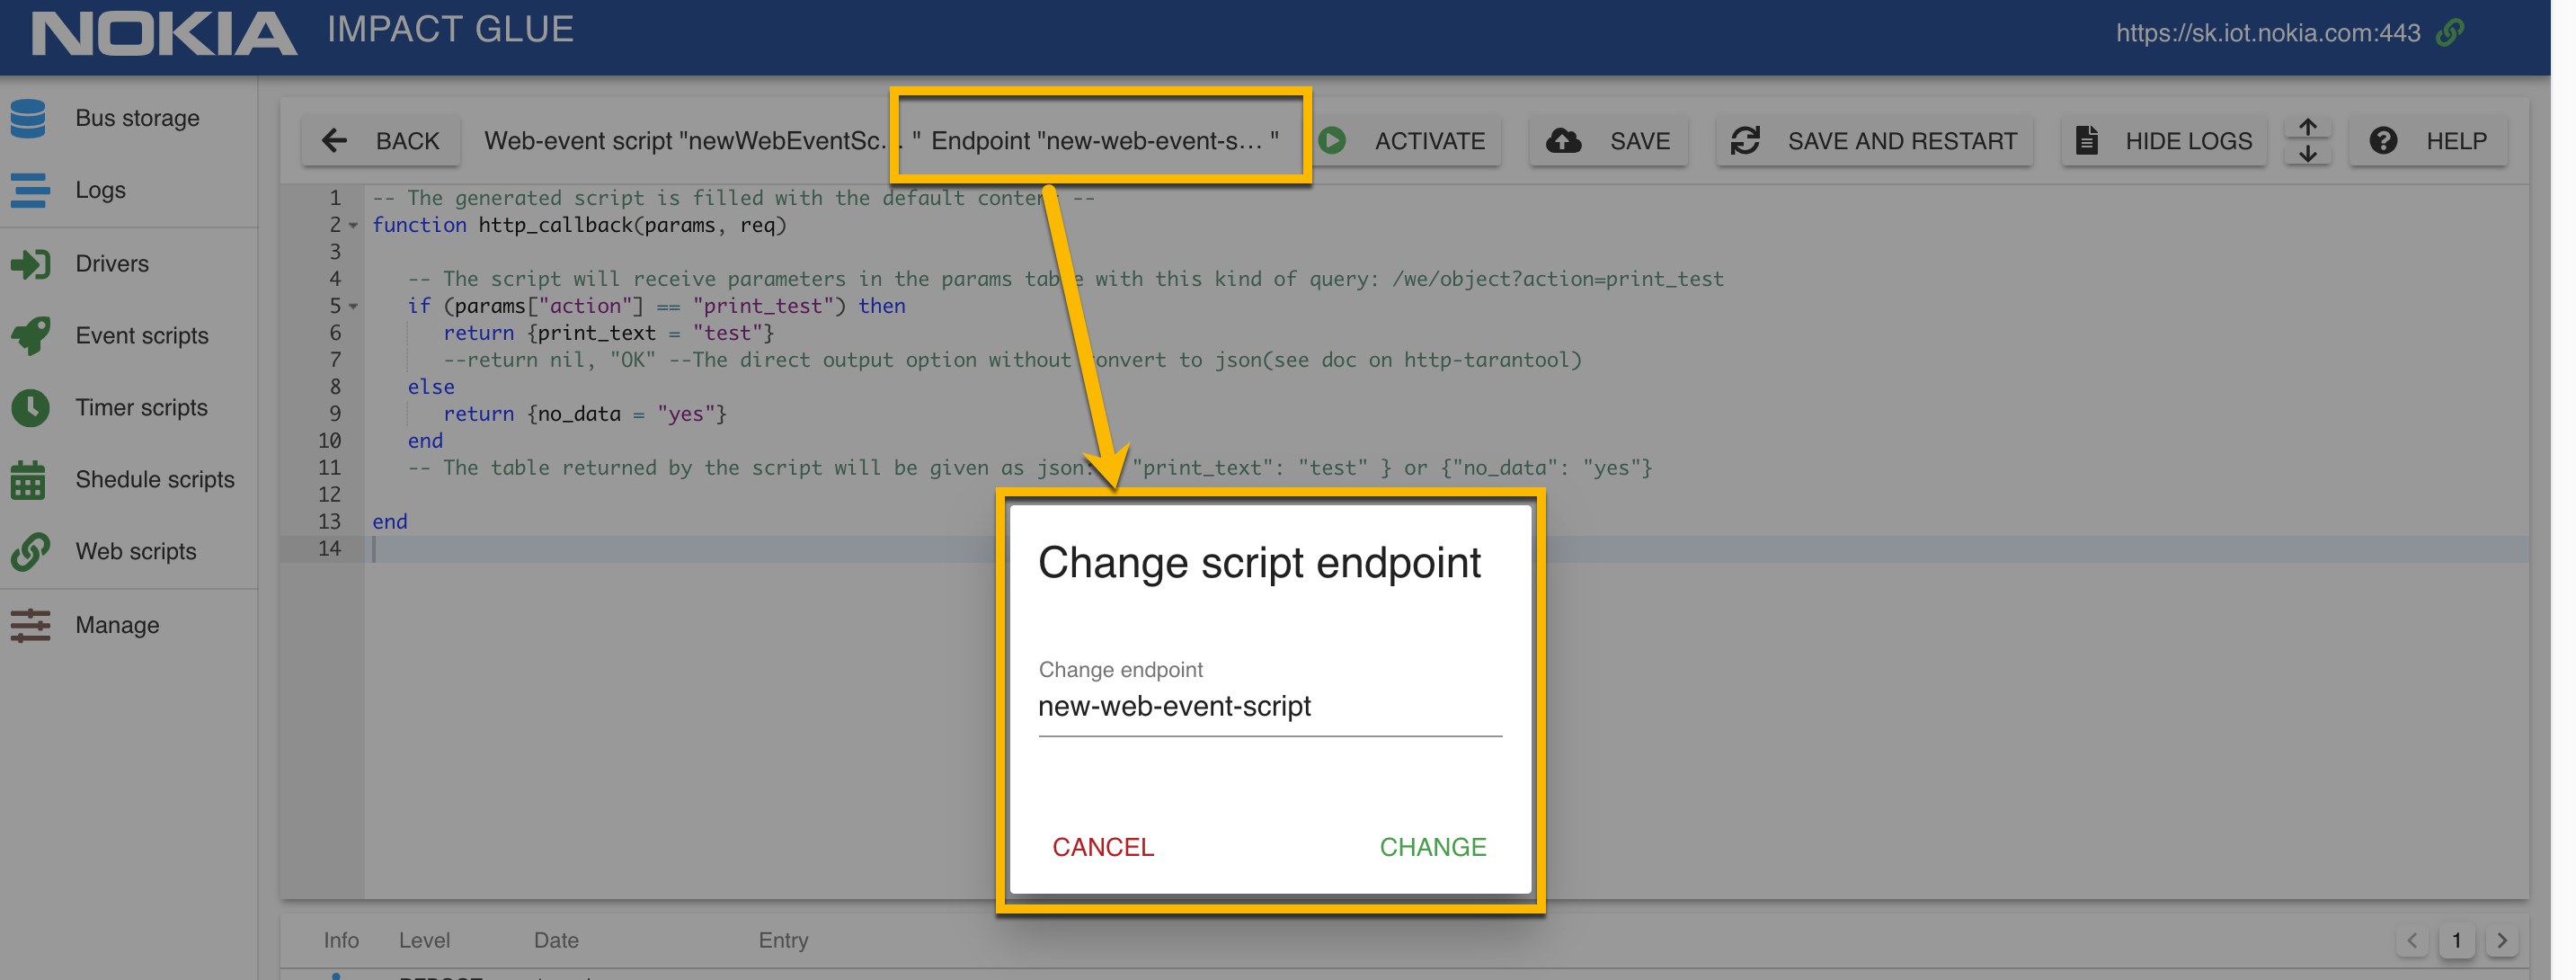 NOKIA IMPACT GLUE
https://sk.iot.nokia.com:443
Bus storage
Logs
Drivers
Event scripts
Timer scripts
Shedule scripts
Web scripts
Manage
BACK
Web-event script "newWebEventSc... "
Endpoint "new-web-event-s... "
ACTIVATE
SAVE
SAVE AND RESTART
HIDE LOGS
HELP
1 -- The generated script is filled with the default --
2 function http_callback(params, req)
3
4 -- The script will receive parameters in the params table with this kind of query: /we/object?action=print_test
5 if (params["action"] == "print_test") then
6 return {print_text = "test"}
7 --return nil, "OK" --The direct output option without to json(see doc on http-tarantool)
8 else
9 return {no_data = "yes"}
10 end
11 -- The table returned by the script will be given as json: "print_text": "test" } or {"no_data": "yes"}
12
13 end
14
Change script endpoint
Change endpoint
new-web-event-script
CANCEL
CHANGE
Info Level Date Entry
1